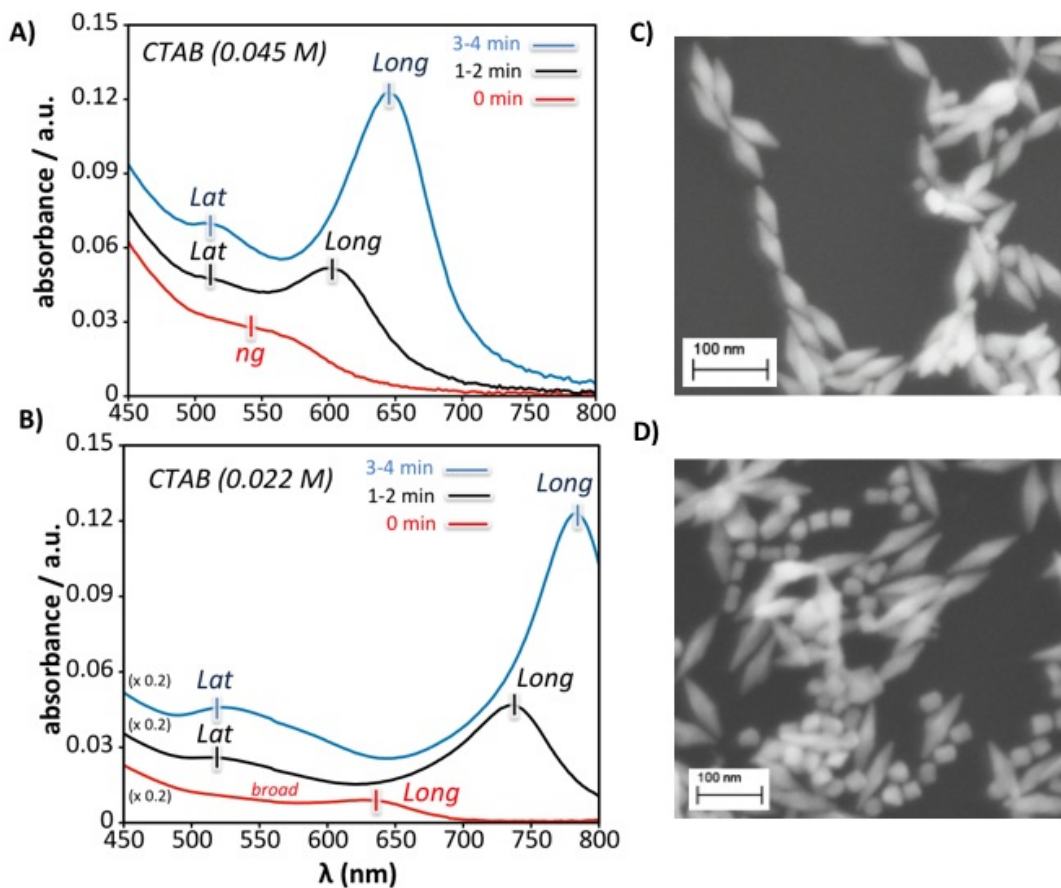 A)
CTAB (0.045 M)
3-4 min
1-2 min
0 min
Long
Lat
Long
Lat
ng
absorbance / a.u.
0.15
0.12
0.09
0.06
0.03
0
450 500 550 600 650 700 750 800
B)
CTAB (0.022 M)
3-4 min
1-2 min
0 min
Long
Lat
(x 0.2)
Long
Lat
(x 0.2)
broad
Long
(x 0.2)
absorbance / a.u.
0.15
0.12
0.09
0.06
0.03
0.00
450 500 550 600 650 700 750 800
λ (nm)
C)
100 nm
D)
100 nm